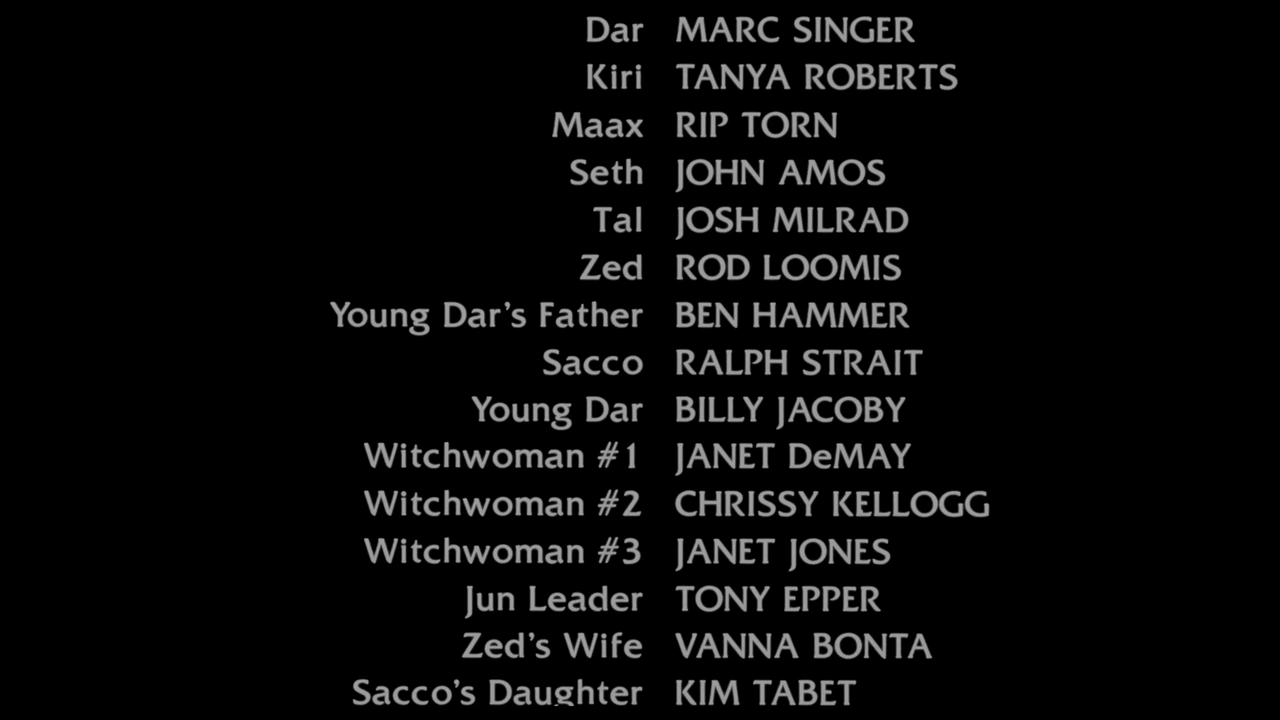 Dar MARC SINGER
Kiri TANYA ROBERTS
Maax RIP TORN
Seth JOHN AMOS
Tal JOSH MILRAD
Zed ROD LOOMIS
Young Dar's Father BEN HAMMER
Sacco RALPH STRAIT
Young Dar BILLY JACOBY
Witchwoman #1 JANET DeMAY
Witchwoman #2 CHRISSY KELLOGG
Witchwoman #3 JANET JONES
Jun Leader TONY EPPER
Zed's Wife VANNA BONTA
Sacco's Daughter KIM TABET